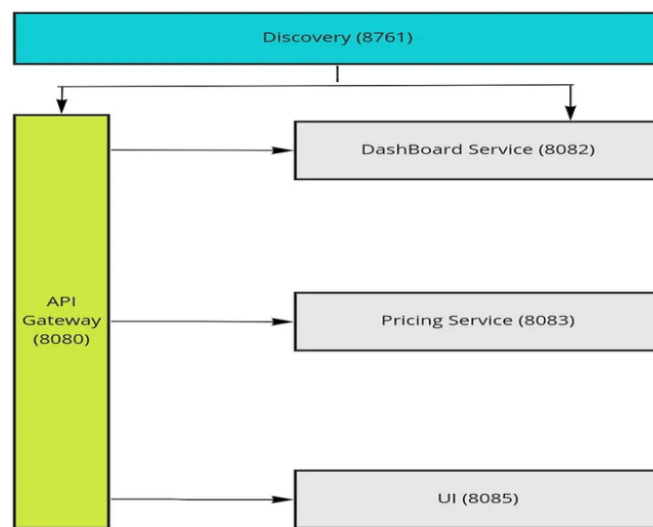 Discovery (8761)
DashBoard Service (8082)
API
Gateway
(8080)
Pricing Service (8083)
UI (8085)